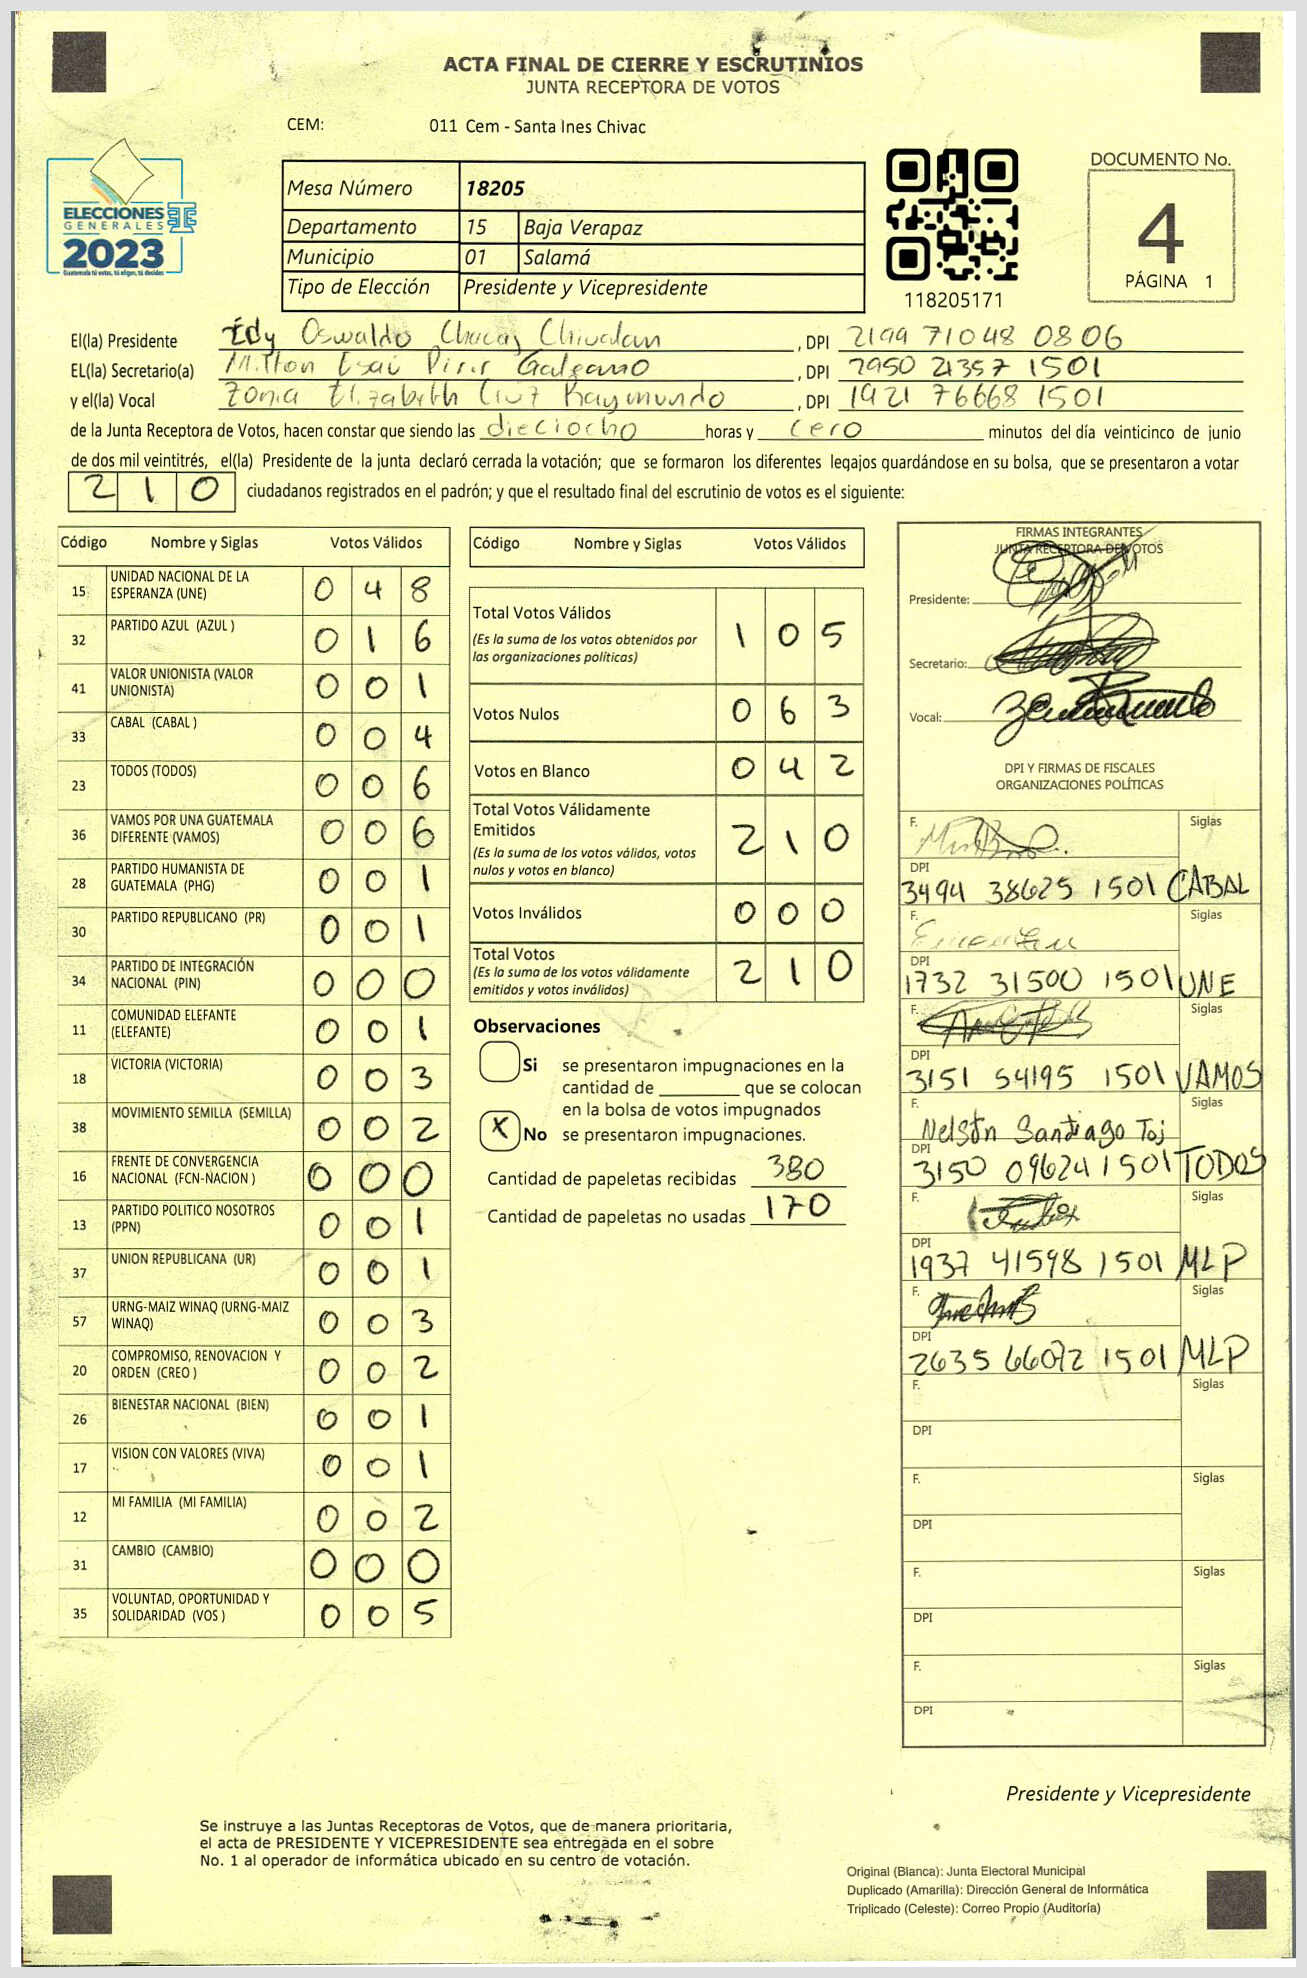 ACTA FINAL DE CIERRE Y ESCRUTINIOS
JUNTA RECEPTORA DE VOTOS
CEM: 011 Cem - Santa Ines Chivac
ELECCIONES
GENERALES
2023
Guatemala tú votas, tú eliges, tú decides
Mesa Número 18205
Departamento 15 Baja Verapaz
Municipio 01 Salamá
Tipo de Elección Presidente y Vicepresidente
118205171
DOCUMENTO No.
4
PÁGINA 1
El(la) Presidente Edy Oswaldo , DPI 2199 71048 0806
EL(la) Secretario(a) Milton Esaí , DPI 7950 21357 1501
y el(la) Vocal Zonia Elizabeth Cruz Raymundo , DPI 1921 76668 1501
de la Junta Receptora de Votos, hacen constar que siendo las dieciocho horas y cero minutos del día veinticinco de junio
de dos mil veintitrés, el(la) Presidente de la junta declaró cerrada la votación; que se formaron los diferentes legajos quardándose en su bolsa, que se presentaron a votar
210 ciudadanos registrados en el padrón; y que el resultado final del escrutinio de votos es el siguiente:
Código Nombre y Siglas Votos Válidos
15 UNIDAD NACIONAL DE LA
ESPERANZA (UNE) 0 4 8
32 PARTIDO AZUL (AZUL ) 0 1 6
41 VALOR UNIONISTA (VALOR
UNIONISTA) 0 0 1
33 CABAL (CABAL ) 0 0 4
23 TODOS (TODOS) 0 0 6
36 VAMOS POR UNA GUATEMALA
DIFERENTE (VAMOS) 0 0 6
28 PARTIDO HUMANISTA DE
GUATEMALA (PHG) 0 0 1
30 PARTIDO REPUBLICANO (PR) 0 0 1
34 PARTIDO DE INTEGRACIÓN
NACIONAL (PIN) 0 0 0
11 COMUNIDAD ELEFANTE
(ELEFANTE) 0 0 1
18 VICTORIA (VICTORIA) 0 0 3
38 MOVIMIENTO SEMILLA (SEMILLA) 0 0 2
16 FRENTE DE CONVERGENCIA
NACIONAL (FCN-NACION ) 0 0 0
13 PARTIDO POLITICO NOSOTROS
(PPN) 0 0 1
37 UNION REPUBLICANA (UR) 0 0 1
57 URNG-MAIZ WINAQ (URNG-MAIZ
WINAQ) 0 0 3
20 COMPROMISO, RENOVACION Y
ORDEN (CREO ) 0 0 2
26 BIENESTAR NACIONAL (BIEN) 0 0 1
17 VISION CON VALORES (VIVA) 0 0 1
12 MI FAMILIA (MI FAMILIA) 0 0 2
31 CAMBIO (CAMBIO) 0 0 0
35 VOLUNTAD, OPORTUNIDAD Y
SOLIDARIDAD (VOS ) 0 0 5
Código Nombre y Siglas Votos Válidos
Total Votos Válidos 1 0 5
(Es la suma de los votos obtenidos por
las organizaciones políticas)
Votos Nulos 0 6 3
Votos en Blanco 0 4 2
Total Votos Válidamente
Emitidos 2 1 0
(Es la suma de los votos válidos, votos
nulos y votos en blanco)
Votos Inválidos 0 0 0
Total Votos 2 1 0
(Es la suma de los votos válidamente
emitidos y votos inválidos)
Observaciones
Si se presentaron impugnaciones en la
cantidad de ________ que se colocan
en la bolsa de votos impugnados
X No se presentaron impugnaciones.
Cantidad de papeletas recibidas 380
Cantidad de papeletas no usadas 170
FIRMAS INTEGRANTES
JUNTA RECEPTORA DE VOTOS
Presidente:
Secretario:
Vocal:
DPI Y FIRMAS DE FISCALES
ORGANIZACIONES POLÍTICAS
F. Siglas
DPI
3494 38625 1501 CABAL
F. Siglas
DPI
1732 31500 1501 UNE
F. Siglas
DPI
3151 54195 1501 VAMOS
F. Siglas
Nelson Santiago Toj
DPI
3150 09624 1501 TODOS
F. Siglas
DPI
1937 41598 1501 MLP
F. Siglas
DPI
2635 66072 1501 MLP
F. Siglas
DPI
F. Siglas
DPI
F. Siglas
DPI
F. Siglas
DPI
Presidente y Vicepresidente
Se instruye a las Juntas Receptoras de Votos, que de manera prioritaria,
el acta de PRESIDENTE Y VICEPRESIDENTE sea entregada en el sobre
No. 1 al operador de informática ubicado en su centro de votación.
Original (Blanca): Junta Electoral Municipal
Duplicado (Amarilla): Dirección General de Informática
Triplicado (Celeste): Correo Propio (Auditoría)